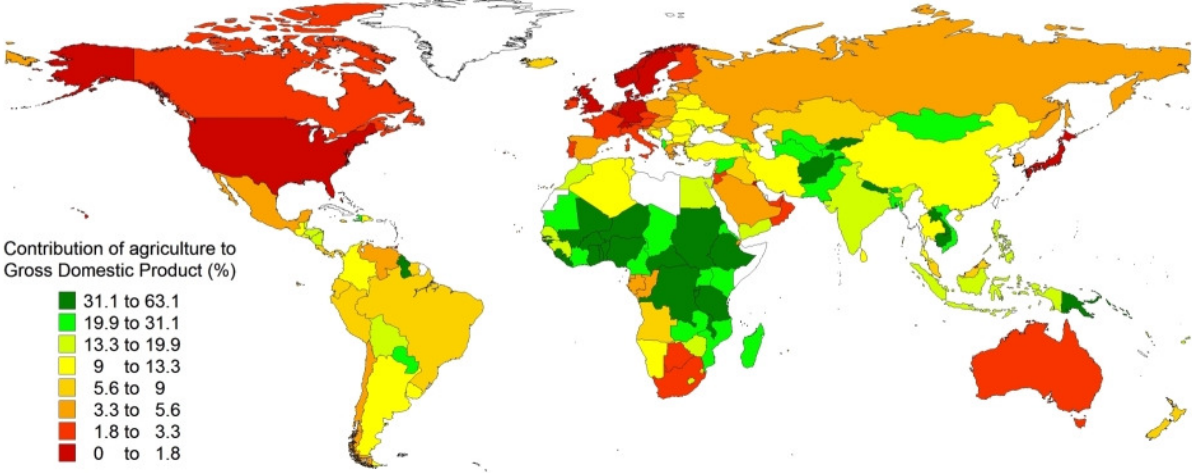 Contribution of agriculture to
Gross Domestic Product (%)
31.1 to 63.1
19.9 to 31.1
13.3 to 19.9
9 to 13.3
5.6 to 9
3.3 to 5.6
1.8 to 3.3
0 to 1.8